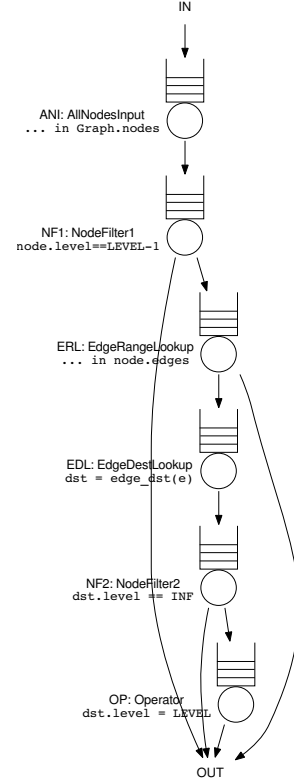 IN
ANI: AllNodesInput
... in Graph.nodes
NF1: NodeFilter1
node.level==LEVEL-1
ERL: EdgeRangeLookup
... in node.edges
EDL: EdgeDestLookup
dst = edge_dst(e)
NF2: NodeFilter2
dst.level == INF
OP: Operator
dst.level = LEVEL
OUT